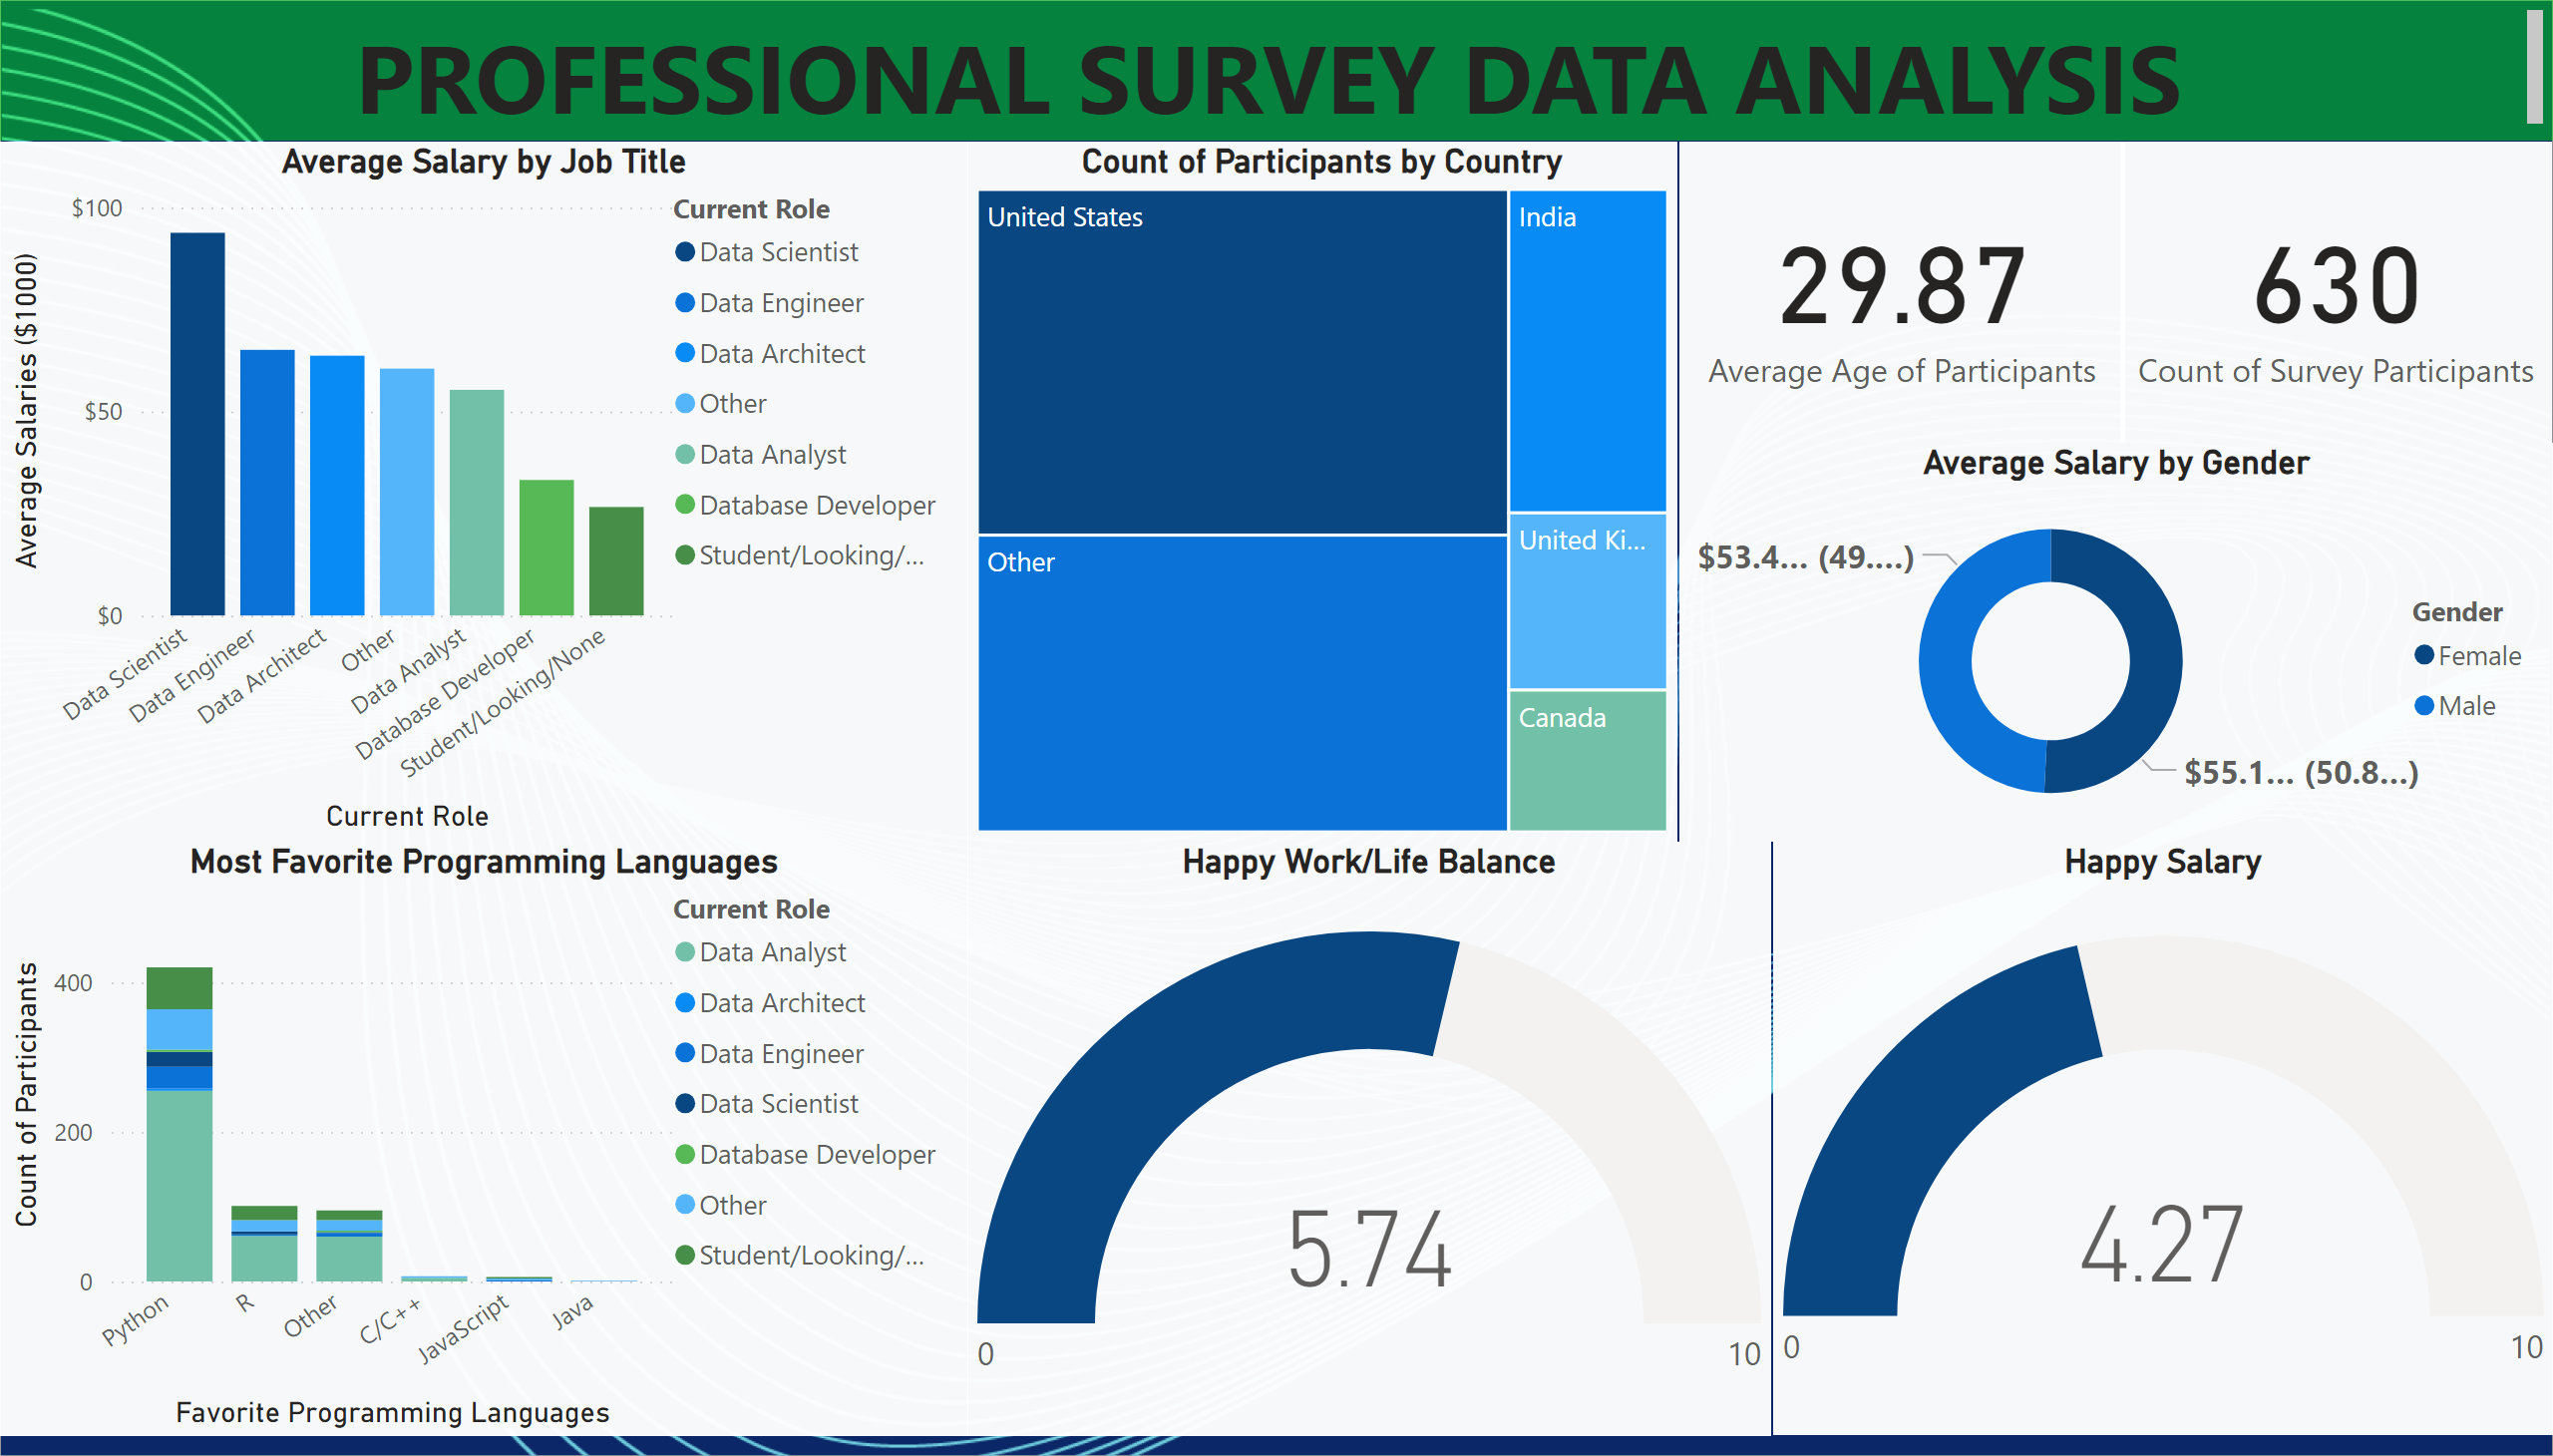 PROFESSIONAL SURVEY DATA ANALYSIS
Average Salary by Job Title
Average Salaries ($1000)
$100
$50
$0
Data Scientist
Data Engineer
Data Architect
Other
Data Analyst
Database Developer
Student/Looking/None
Current Role
Current Role
Data Scientist
Data Engineer
Data Architect
Other
Data Analyst
Database Developer
Student/Looking/...
Count of Participants by Country
United States
India
Other
United Ki...
Canada
29.87
Average Age of Participants
630
Count of Survey Participants
Average Salary by Gender
$53.4... (49....)
$55.1... (50.8...)
Gender
Female
Male
Most Favorite Programming Languages
Count of Participants
400
200
0
Python
R
Other
C/C++
JavaScript
Java
Favorite Programming Languages
Current Role
Data Analyst
Data Architect
Data Engineer
Data Scientist
Database Developer
Other
Student/Looking/...
Happy Work/Life Balance
5.74
0
10
Happy Salary
4.27
0
10